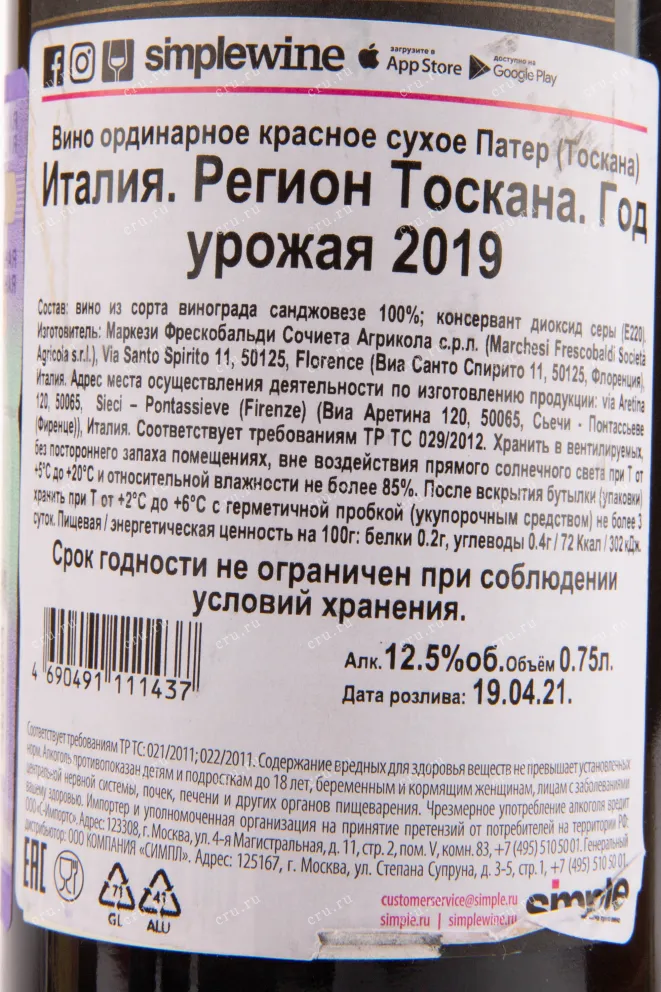 simplewine загрузите в App Store доступно на Google Play
Вино ординарное красное сухое Патер (Тоскана)
Италия. Регион Тоскана. Год
урожая 2019
Состав: вино из сорта винограда санджовезе 100%; консервант диоксид серы (E220).
Изготовитель: Маркези Фрескобальди Сочиета Агрикола с.р.л. (Marchesi Frescobaldi Società
Agricola s.r.l.), Via Santo Spirito 11, 50125, Florence (Виа Санто Спирито 11, 50125, Флоренция),
Италия. Адрес места осуществления деятельности по изготовлению продукции: via Aretina
120, 50065, Sieci – Pontassieve (Firenze) (Виа Аретина 120, 50065, Сьечи - Понтассьеве
(Фиренце)), Италия. Соответствует требованиям ТР ТС 029/2012. Хранить в вентилируемых,
без постороннего запаха помещениях, вне воздействия прямого солнечного света при Т от
+5°С до +20°С и относительной влажности не более 85%. После вскрытия бутылки (упаковки)
хранить при Т от +2°С до +6°С с герметичной пробкой (укупорочным средством) не более 3
суток. Пищевая / энергетическая ценность на 100г: белки 0.2г, углеводы 0.4г / 72 Ккал / 302 кДж.
Срок годности не ограничен при соблюдении
условий хранения.
4 690491 111437
Алк. 12.5%об. Объём 0.75л.
Дата розлива: 19.04.21.
Соответствует требованиям ТР ТС: 021/2011; 022/2011. Содержание вредных для здоровья веществ не превышает установленных
норм. Алкоголь противопоказан детям и подросткам до 18 лет, беременным и кормящим женщинам, лицам с заболеваниями
центральной нервной системы, почек, печени и других органов пищеварения. Чрезмерное употребление алкоголя вредит
вашему здоровью. Импортер и уполномоченная организация на принятие претензий от потребителей на территории РФ:
ООО «С-Импортс». Адрес: 123308, г. Москва, ул. 4-я Магистральная, д. 11, стр. 2, пом. V, комн. 83, +7 (495) 510 50 01. Генеральный
дистрибьютор: ООО КОМПАНИЯ «СИМПЛ». Адрес: 125167, г. Москва, ул. Степана Супруна, д. 3-5, стр.1, +7 (495) 510 50 01
EAC
71 41
GL ALU
customerservice@simple.ru
simple.ru | simplewine.ru
simple
cru.ru